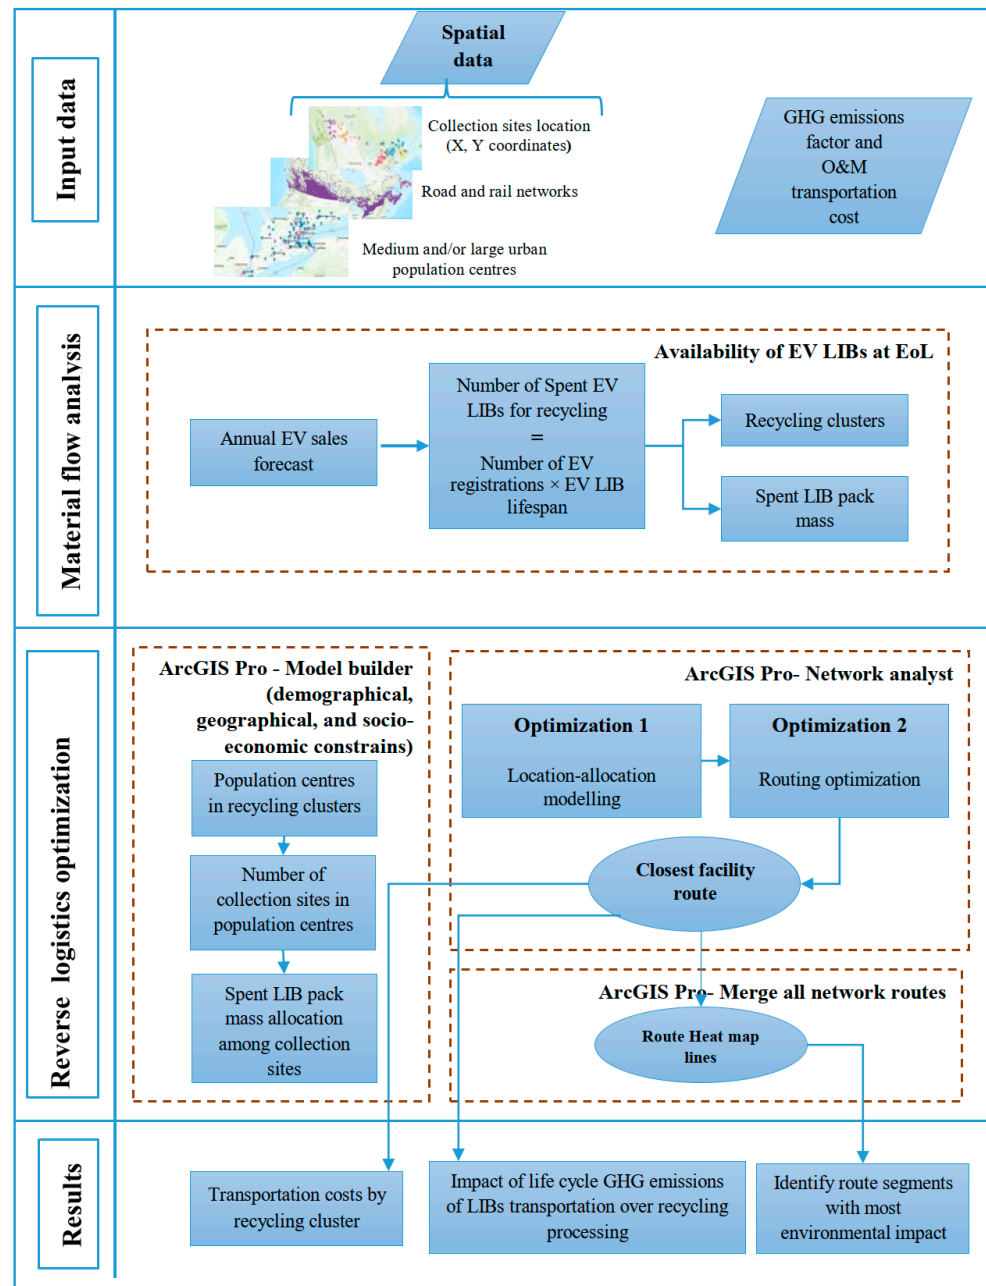 Input data
Spatial
data
Collection sites location
(X, Y coordinates)
Road and rail networks
Medium and/or large urban
population centres
GHG emissions
factor and
O&M
transportation
cost
Material flow analysis
Availability of EV LIBs at EoL
Annual EV sales
forecast
Number of Spent EV
LIBs for recycling
=
Number of EV
registrations × EV LIB
lifespan
Recycling clusters
Spent LIB pack
mass
Reverse logistics optimization
ArcGIS Pro - Model builder
(demographical,
geographical, and socio-
economic constrains)
Population centres
in recycling clusters
Number of
collection sites in
population centres
Spent LIB pack
mass allocation
among collection
sites
ArcGIS Pro- Network analyst
Optimization 1
Location-allocation
modelling
Optimization 2
Routing optimization
Closest facility
route
ArcGIS Pro- Merge all network routes
Route Heat map
lines
Results
Transportation costs by
recycling cluster
Impact of life cycle GHG emissions
of LIBs transportation over recycling
processing
Identify route segments
with most
environmental impact